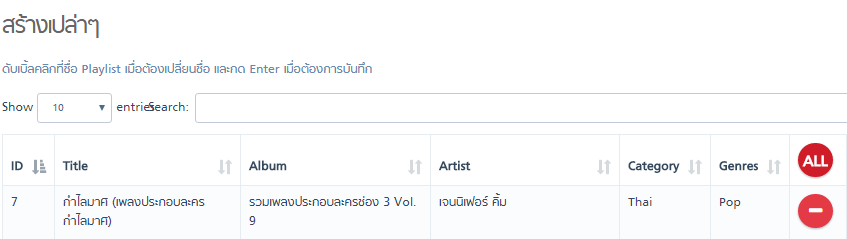 สร้างเปล่าๆ
ดับเบิ้ลคลิกที่ชื่อ Playlist เมื่อต้องเปลี่ยนชื่อ และกด Enter เมื่อต้องการบันทึก
Show 10 entries Search:
ID Title Album Artist Category Genres ALL
7 กำไลมาศ (เพลงประกอบละคร รวมเพลงประกอบละครช่อง 3 Vol. เจนนิเฟอร์ คิ้ม Thai Pop
กำไลมาศ) 9